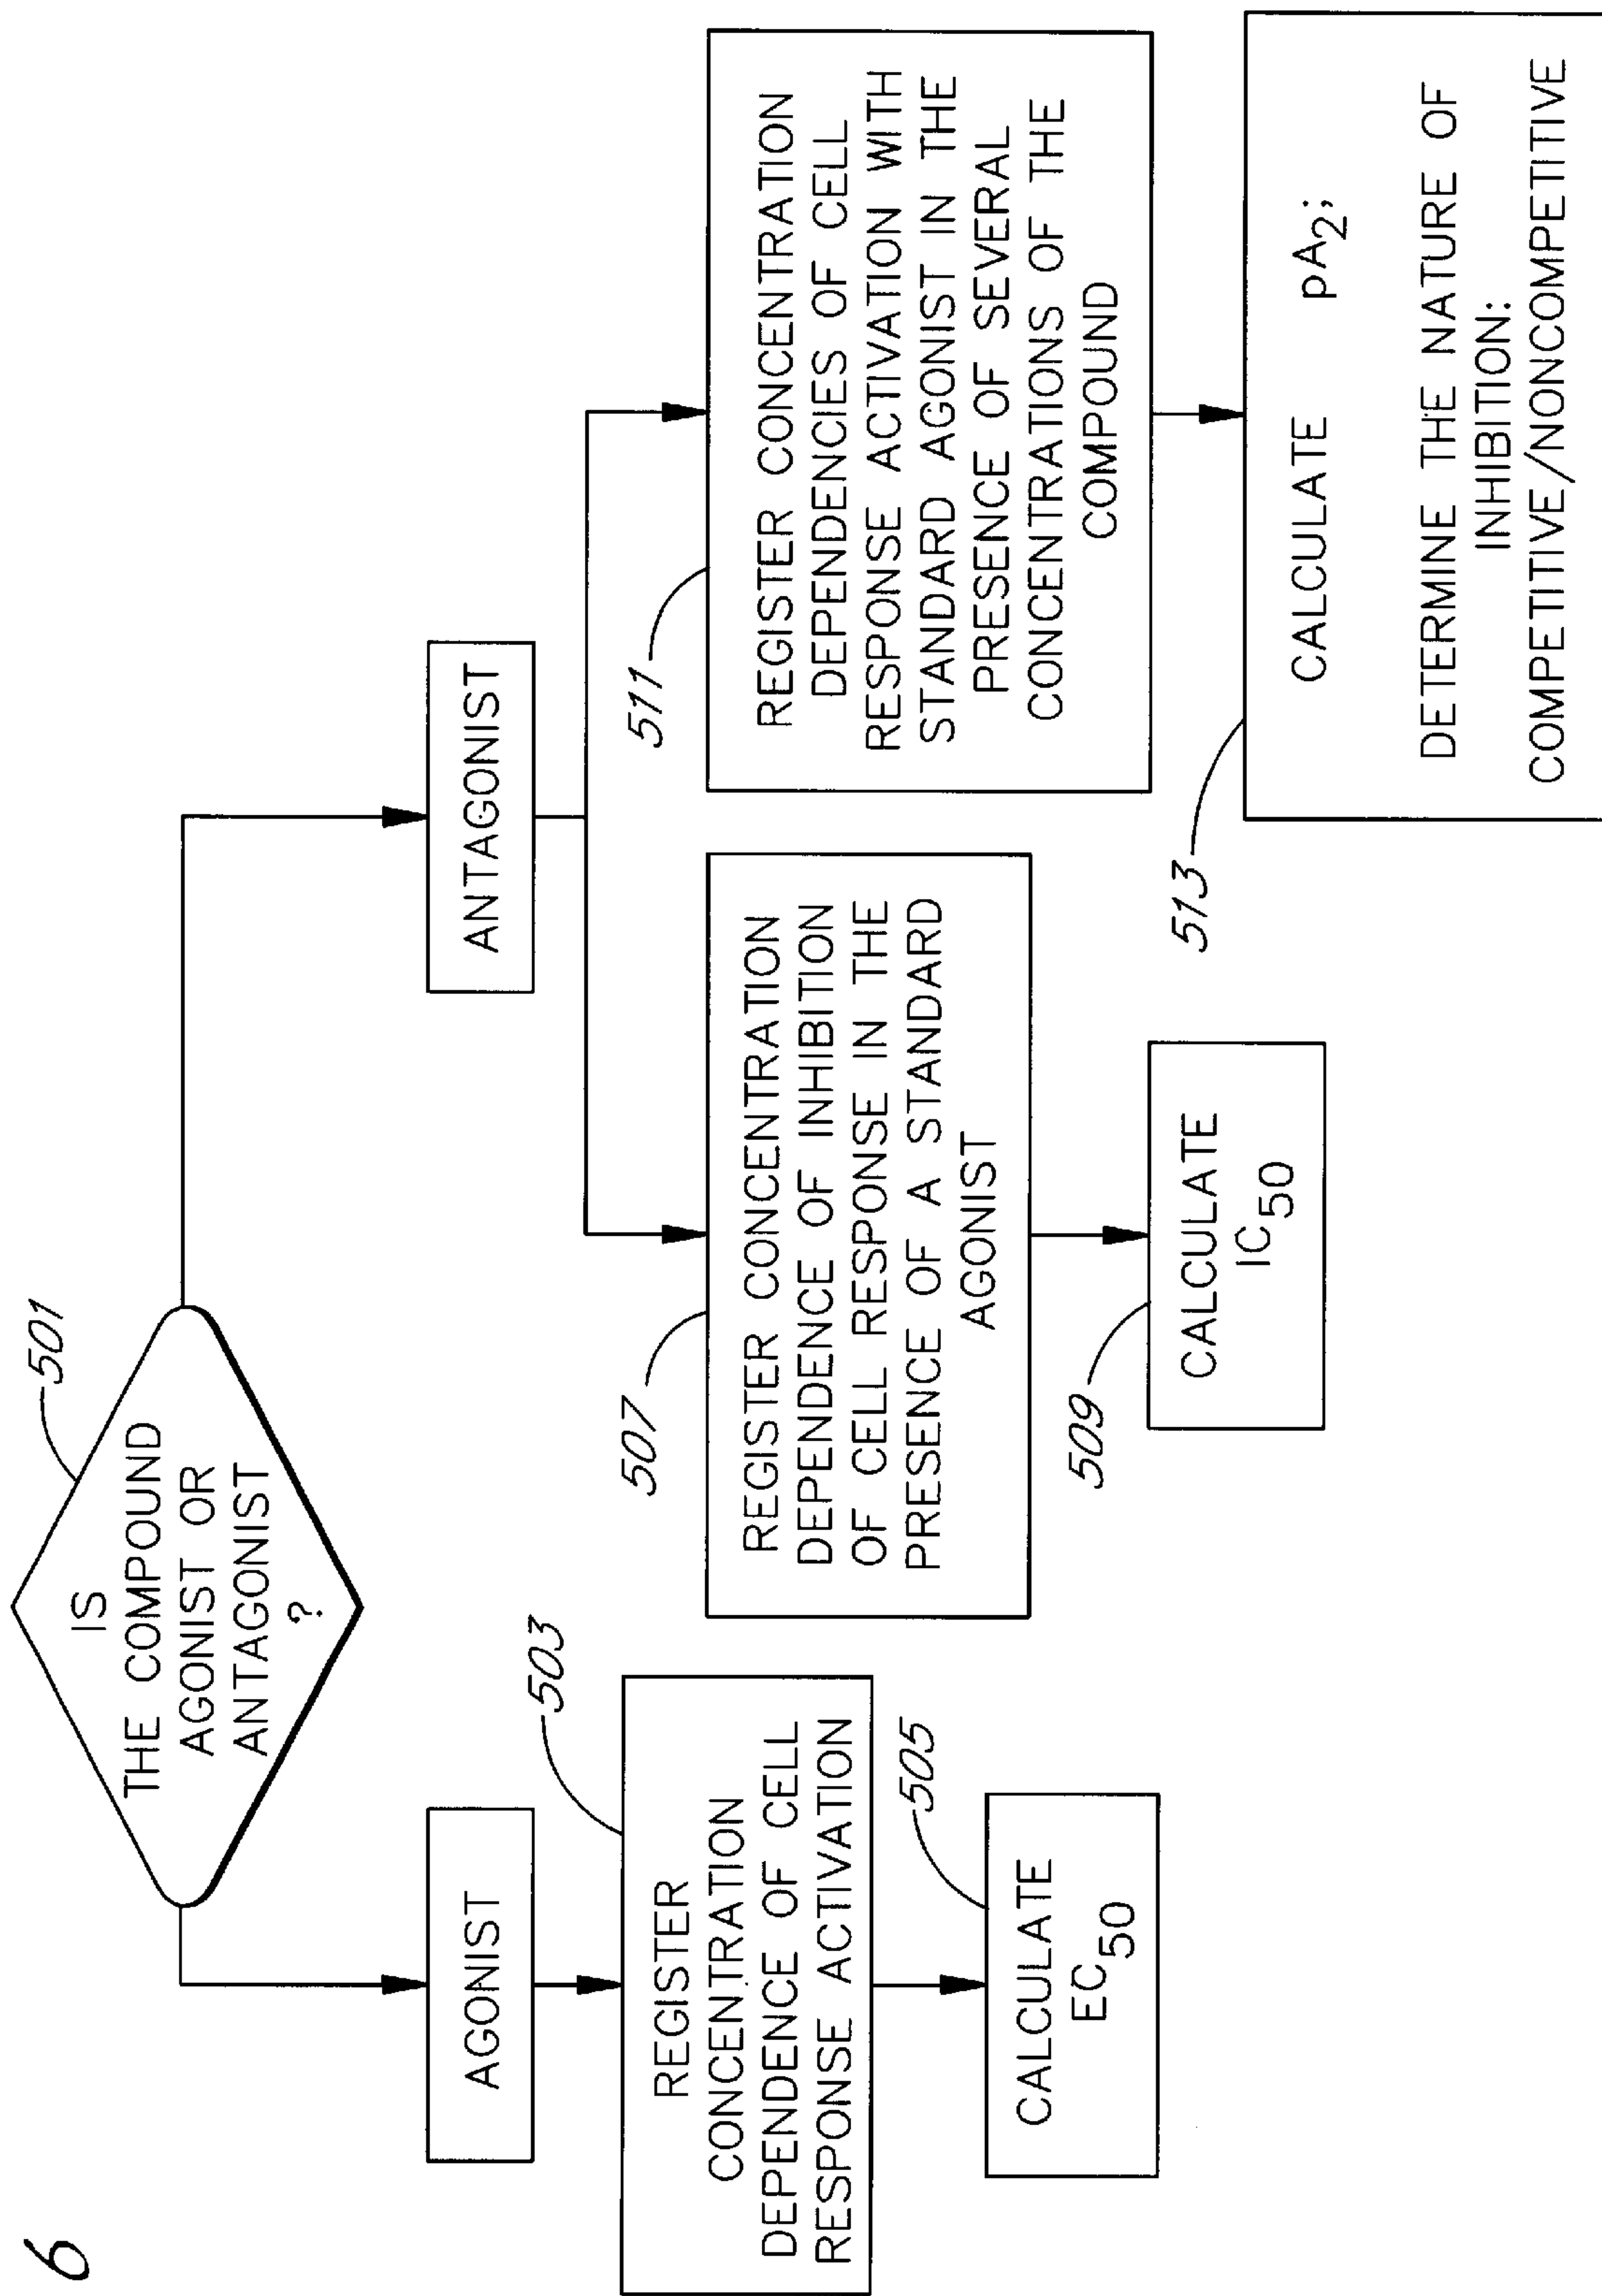 6
501
IS
THE COMPOUND
AGONIST OR
ANTAGONIST
?
AGONIST
503
REGISTER
CONCENTRATION
DEPENDENCE OF CELL
RESPONSE ACTIVATION
505
CALCULATE
EC50
ANTAGONIST
507
REGISTER CONCENTRATION
DEPENDENCE OF INHIBITION
OF CELL RESPONSE IN THE
PRESENCE OF A STANDARD
AGONIST
509
CALCULATE
IC50
511
REGISTER CONCENTRATION
DEPENDENCIES OF CELL
RESPONSE ACTIVATION WITH
STANDARD AGONIST IN THE
PRESENCE OF SEVERAL
CONCENTRATIONS OF THE
COMPOUND
513
CALCULATE pA2;
DETERMINE THE NATURE OF
INHIBITION:
COMPETITIVE/NONCOMPETITIVE